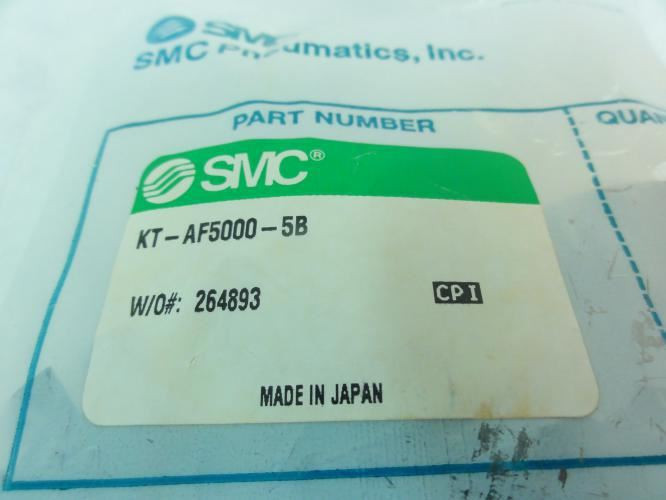 SMC
SMC Pneumatics, Inc.
PART NUMBER
SMC®
KT-AF5000-5B
W/O#: 264893
CPI
MADE IN JAPAN